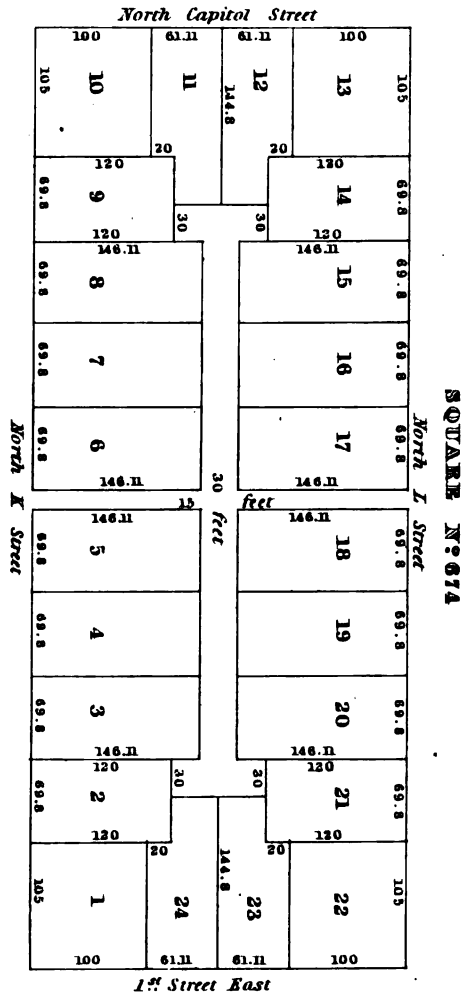 North Capitol Street
100 61.11 61.11 100
105 10 11 144.8 12 13 105
120 20 20 120
69.8 9 30 30 14 69.8
120 120
146.11 146.11
69.8 8 15 69.8
69.8 7 16 69.8
69.8 6 17 69.8
146.11 30 146.11
15 feet
feet
North K Street
North L Street
SQUARE Nº. 674
146.11 146.11
69.8 5 18 69.8
69.8 4 19 69.8
69.8 3 20 69.8
146.11 146.11
120 120
69.8 2 30 30 21 69.8
120 120
20 20
105 1 24 144.8 23 22 105
100 61.11 61.11 100
1st Street East